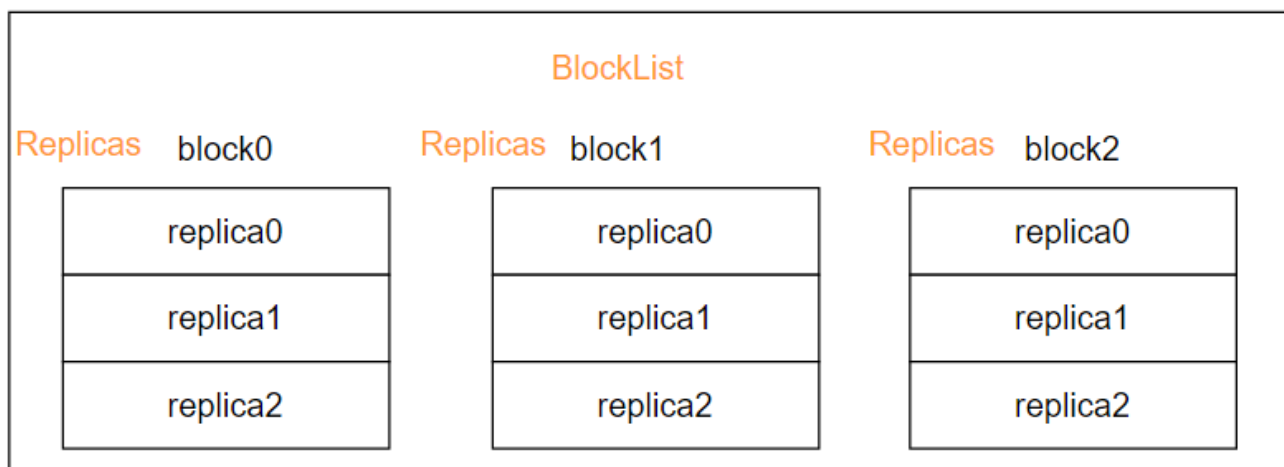 BlockList
Replicas block0 Replicas block1 Replicas block2
replica0 replica0 replica0
replica1 replica1 replica1
replica2 replica2 replica2